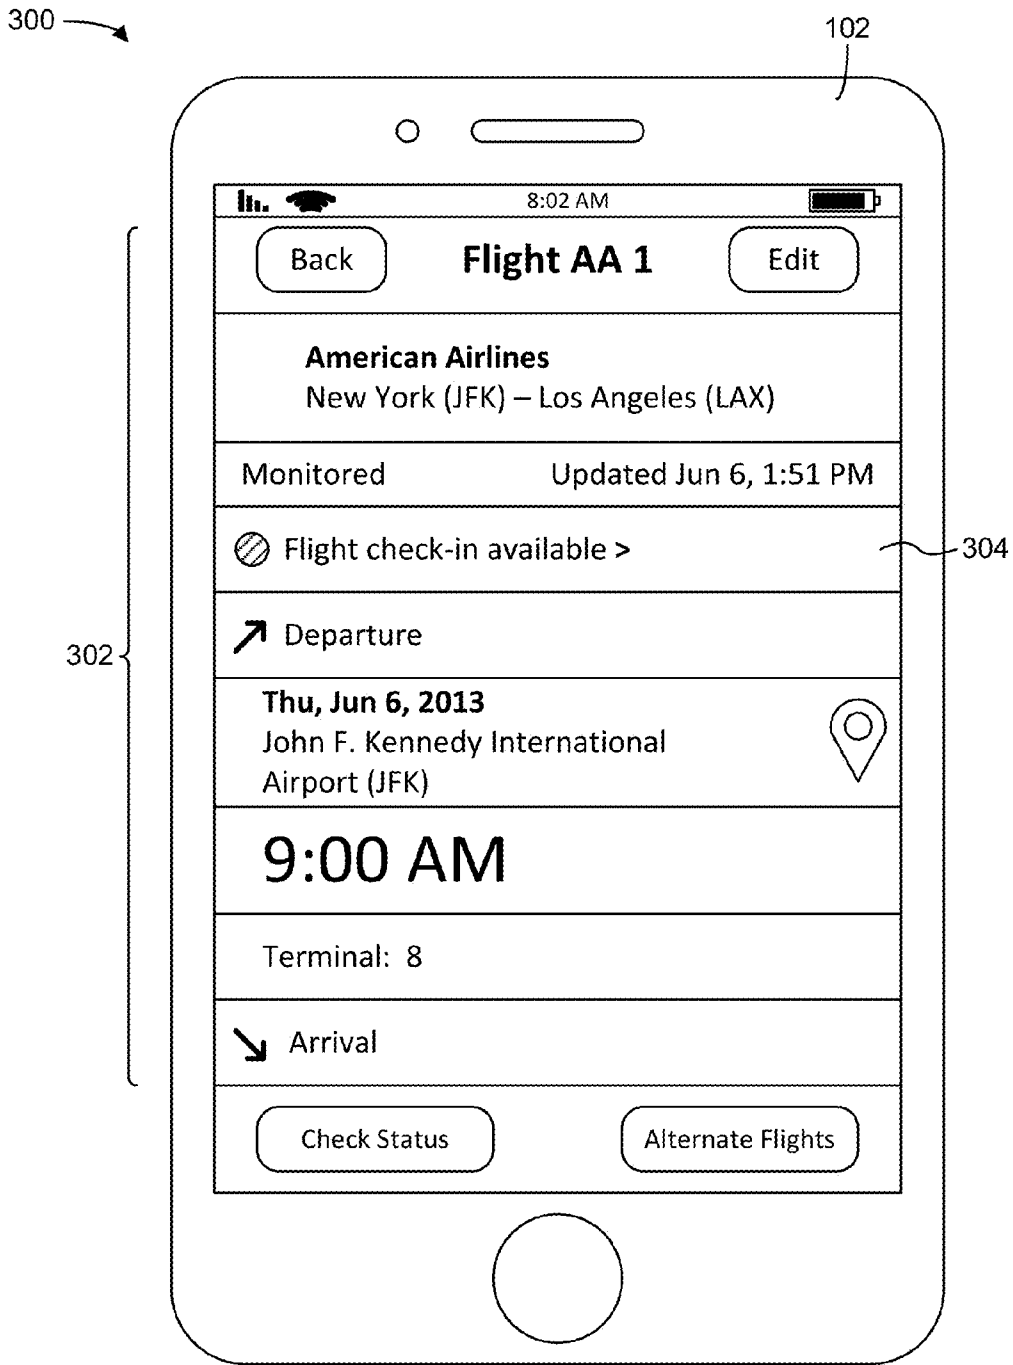 300
102
8:02 AM
Back
Flight AA 1
Edit
American Airlines
New York (JFK) – Los Angeles (LAX)
Monitored
Updated Jun 6, 1:51 PM
Flight check-in available >
304
Departure
302
Thu, Jun 6, 2013
John F. Kennedy International
Airport (JFK)
9:00 AM
Terminal: 8
Arrival
Check Status
Alternate Flights